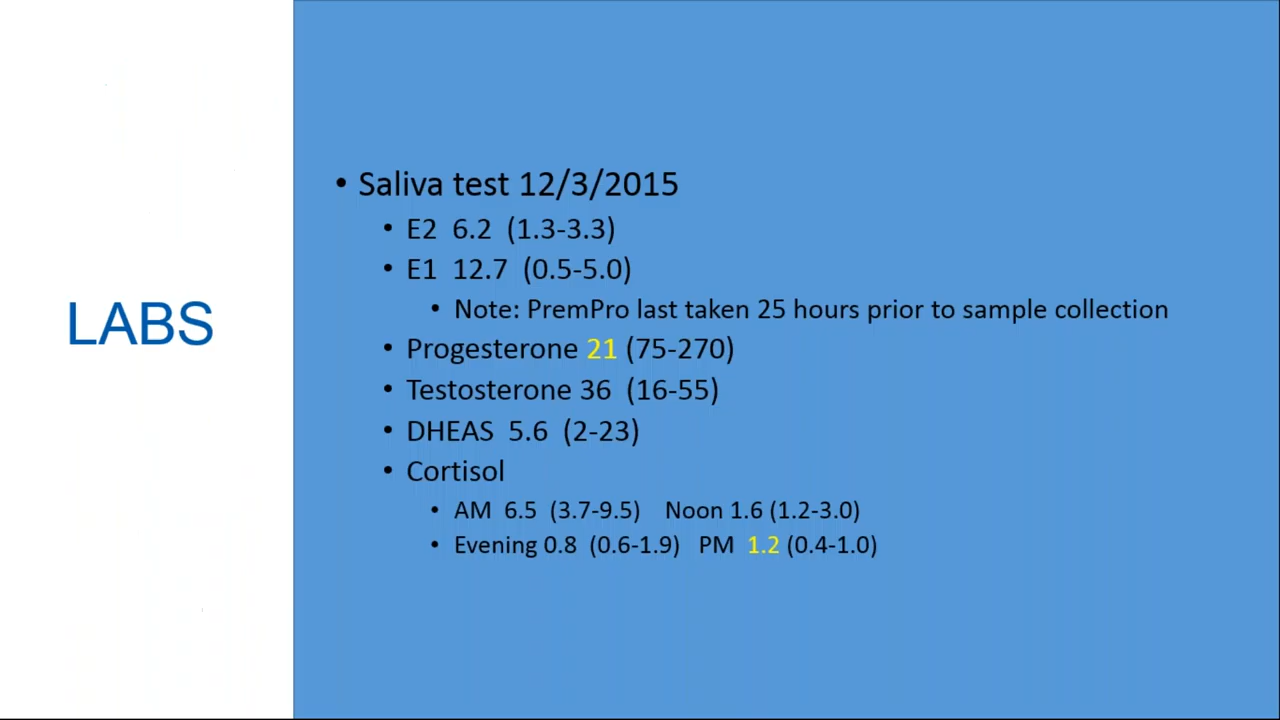 LABS
• Saliva test 12/3/2015
• E2 6.2 (1.3-3.3)
• E1 12.7 (0.5-5.0)
• Note: PremPro last taken 25 hours prior to sample collection
• Progesterone 21 (75-270)
• Testosterone 36 (16-55)
• DHEAS 5.6 (2-23)
• Cortisol
• AM 6.5 (3.7-9.5) Noon 1.6 (1.2-3.0)
• Evening 0.8 (0.6-1.9) PM 1.2 (0.4-1.0)